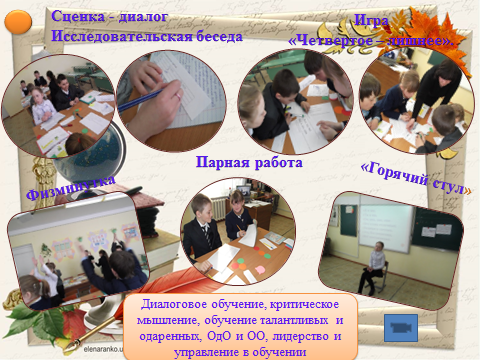 Сценка - диалог
Исследовательская беседа
Игра
«Четвертое – лишнее».
Парная работа
Физминутка
«Горячий стул»
Диалоговое обучение, критическое
мышление, обучение талантливых и
одаренных, ОдО и ОО, лидерство и
управление в обучении
elenaranko.u